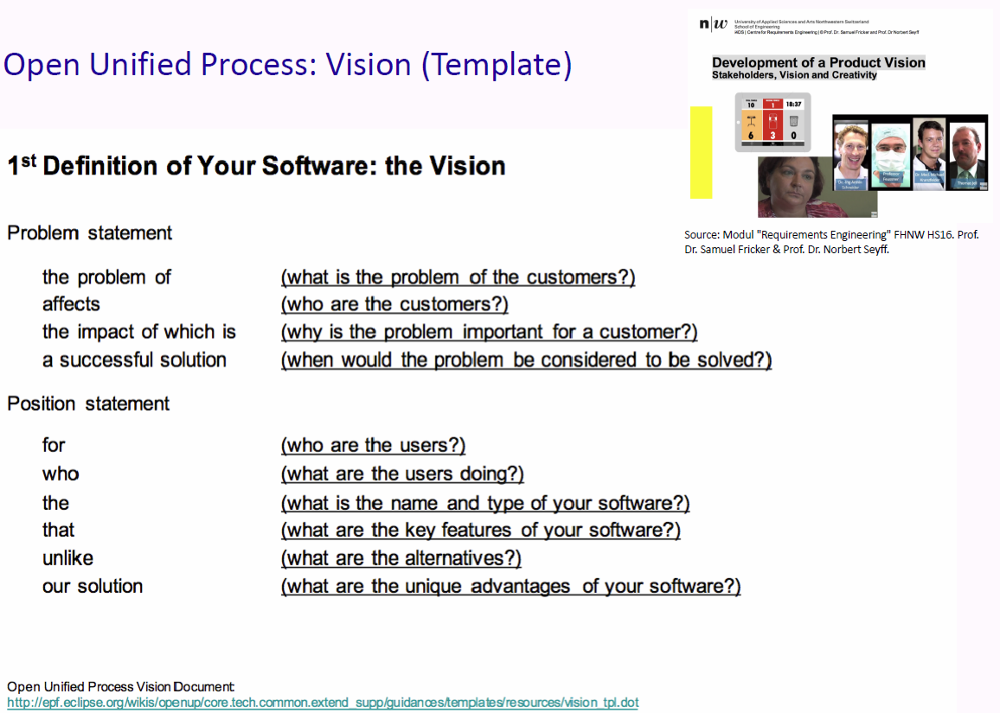 Open Unified Process: Vision (Template)
n|w University of Applied Sciences and Arts Northwestern Switzerland
School of Engineering
Centre for Requirements Engineering | © Prof. Dr. Samuel Fricker and Prof. Dr Norbert Seyff
Development of a Product Vision
Stakeholders, Vision and Creativity
10 1 18:37
6 3 0
Source: Modul "Requirements Engineering" FHNW HS16. Prof.
Dr. Samuel Fricker & Prof. Dr. Norbert Seyff.
1st Definition of Your Software: the Vision
Problem statement
the problem of (what is the problem of the customers?)
affects (who are the customers?)
the impact of which is (why is the problem important for a customer?)
a successful solution (when would the problem be considered to be solved?)
Position statement
for (who are the users?)
who (what are the users doing?)
the (what is the name and type of your software?)
that (what are the key features of your software?)
unlike (what are the alternatives?)
our solution (what are the unique advantages of your software?)
Open Unified Process Vision Document
http://epf.eclipse.org/wikis/openup/core.tech.common.extend_supp/guidances/templates/resources/vision_tpl.dot